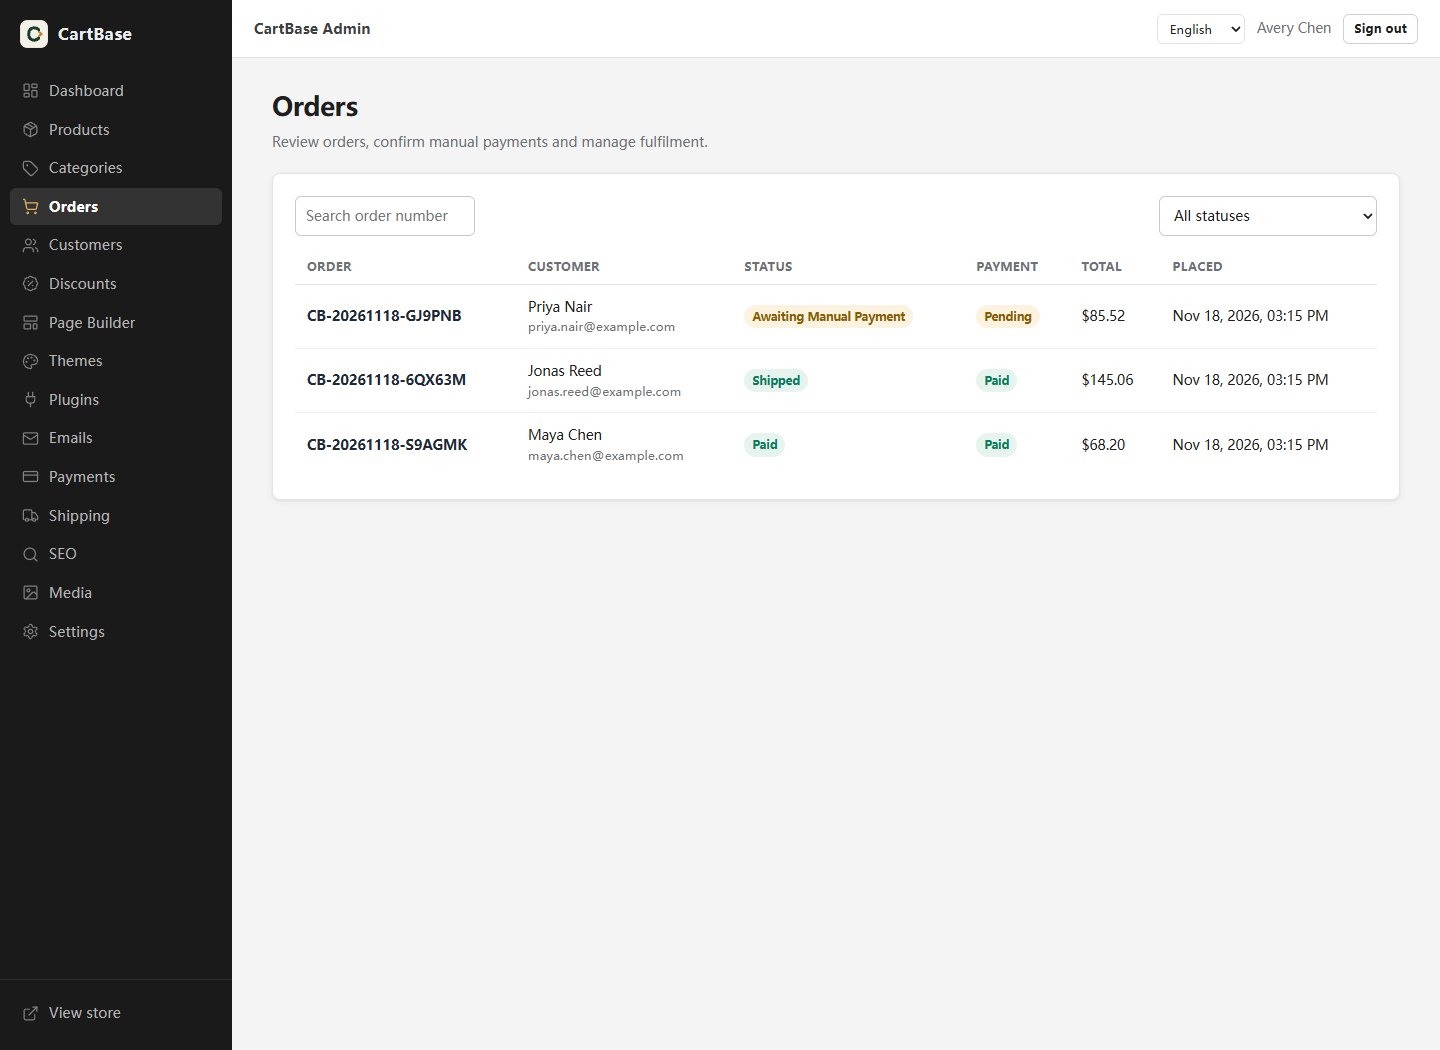 CartBase
Dashboard
Products
Categories
Orders
Customers
Discounts
Page Builder
Themes
Plugins
Emails
Payments
Shipping
SEO
Media
Settings
View store
CartBase Admin
English
Avery Chen
Sign out
Orders
Review orders, confirm manual payments and manage fulfilment.
Search order number
All statuses
ORDER CUSTOMER STATUS PAYMENT TOTAL PLACED
CB-20261118-GJ9PNB Priya Nair Awaiting Manual Payment Pending $85.52 Nov 18, 2026, 03:15 PM
priya.nair@example.com
CB-20261118-6QX63M Jonas Reed Shipped Paid $145.06 Nov 18, 2026, 03:15 PM
jonas.reed@example.com
CB-20261118-S9AGMK Maya Chen Paid Paid $68.20 Nov 18, 2026, 03:15 PM
maya.chen@example.com